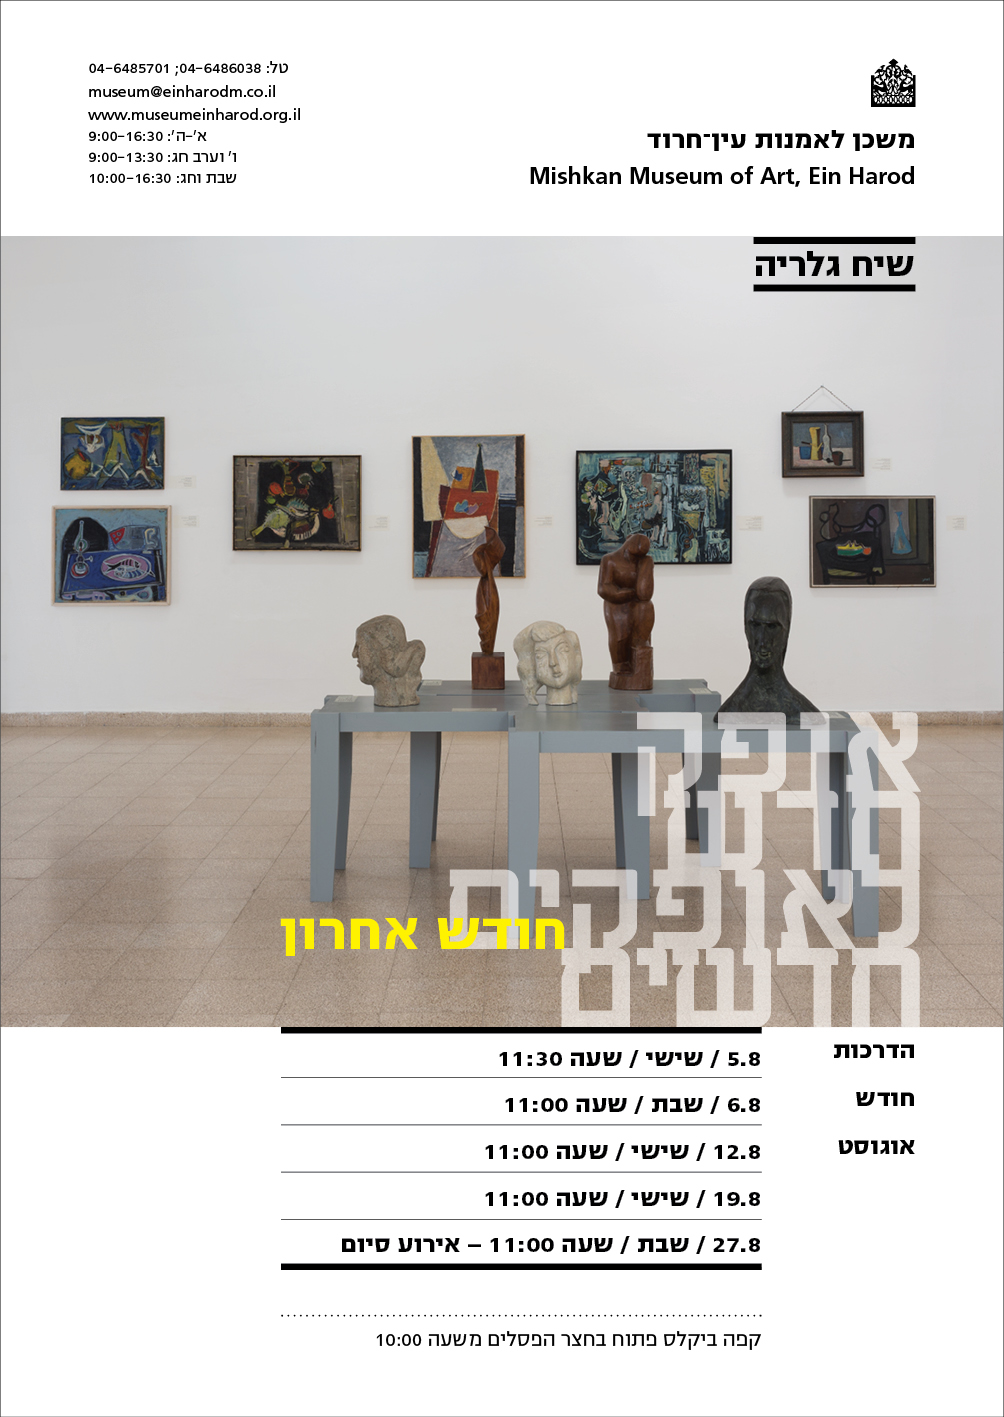 משכן לאמנות עין־חרוד
Mishkan Museum of Art, Ein Harod
טל: 04-6486038; 04-6485701
museum@einharodm.co.il
www.museumeinharod.org.il
א׳-ה׳: 9:00-16:30
ו׳ וערב חג: 9:00-13:30
שבת וחג: 10:00-16:30
שיח גלריה
אופק
חדש
לאופקים
חדשים
חודש אחרון
הדרכות
חודש
אוגוסט
5.8 / שישי / שעה 11:30
6.8 / שבת / שעה 11:00
12.8 / שישי / שעה 11:00
19.8 / שישי / שעה 11:00
27.8 / שבת / שעה 11:00 – אירוע סיום
קפה ביקלס פתוח בחצר הפסלים משעה 10:00